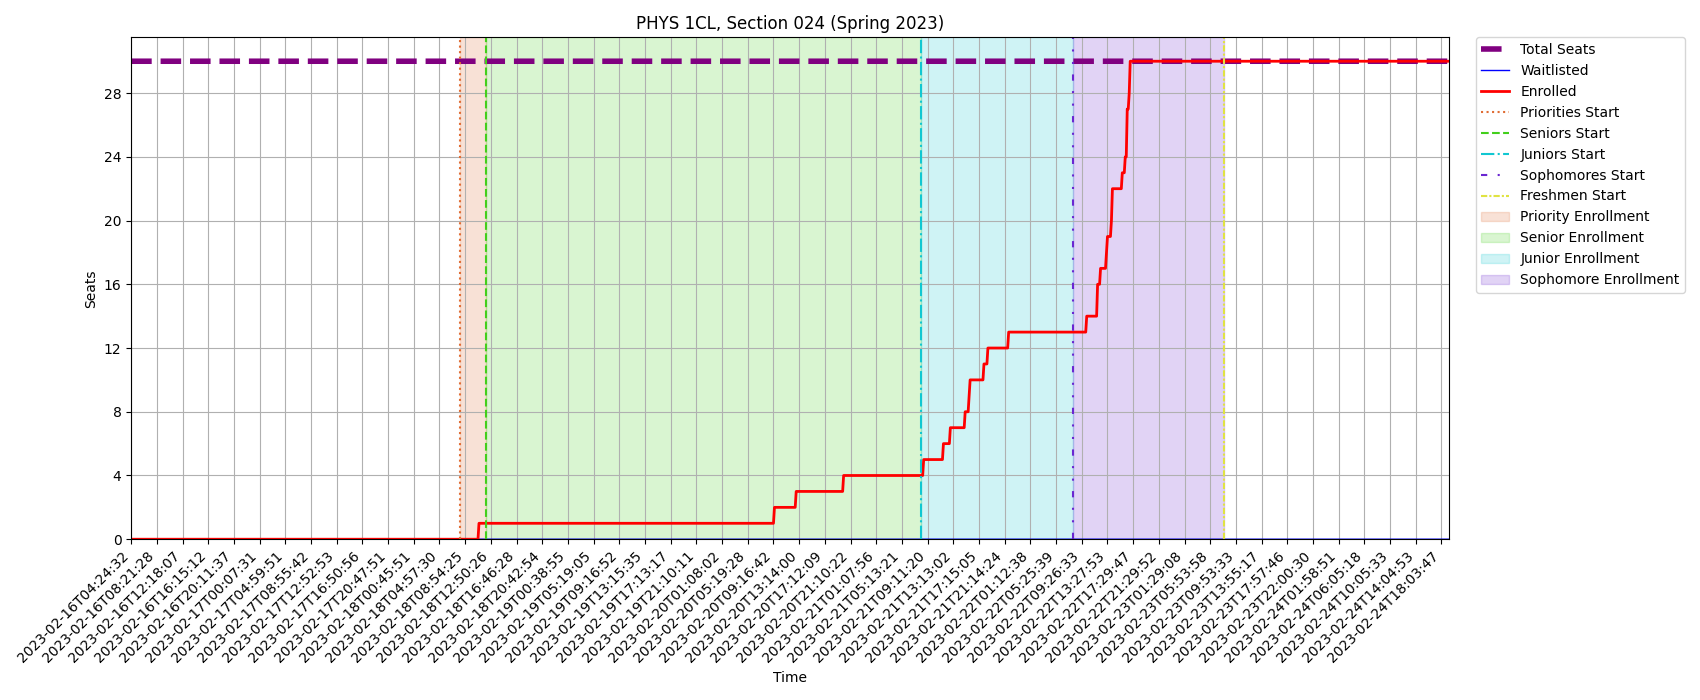 PHYS 1CL, Section 024 (Spring 2023)
Seats
28
24
20
16
12
8
4
0
2023-02-16T04:24:32
2023-02-16T08:21:28
2023-02-16T12:18:07
2023-02-16T16:15:12
2023-02-16T20:11:37
2023-02-17T00:07:31
2023-02-17T04:59:51
2023-02-17T08:55:42
2023-02-17T12:52:53
2023-02-17T16:50:56
2023-02-17T20:47:51
2023-02-18T00:45:51
2023-02-18T04:57:30
2023-02-18T08:54:25
2023-02-18T12:50:26
2023-02-18T16:46:28
2023-02-18T20:42:54
2023-02-19T00:38:55
2023-02-19T05:19:05
2023-02-19T09:16:52
2023-02-19T13:15:35
2023-02-19T17:13:17
2023-02-19T21:10:11
2023-02-20T01:08:02
2023-02-20T05:19:28
2023-02-20T09:16:42
2023-02-20T13:14:00
2023-02-20T17:12:09
2023-02-20T21:10:22
2023-02-21T01:07:56
2023-02-21T05:13:21
2023-02-21T09:11:20
2023-02-21T13:13:02
2023-02-21T17:15:05
2023-02-21T21:14:24
2023-02-22T01:12:38
2023-02-22T05:25:39
2023-02-22T09:26:33
2023-02-22T13:27:53
2023-02-22T17:29:47
2023-02-22T21:29:52
2023-02-23T01:29:08
2023-02-23T05:53:58
2023-02-23T09:53:33
2023-02-23T13:55:17
2023-02-23T17:57:46
2023-02-23T22:00:30
2023-02-24T01:58:51
2023-02-24T06:05:18
2023-02-24T10:05:33
2023-02-24T14:04:53
2023-02-24T18:03:47
Time
Total Seats
Waitlisted
Enrolled
Priorities Start
Seniors Start
Juniors Start
Sophomores Start
Freshmen Start
Priority Enrollment
Senior Enrollment
Junior Enrollment
Sophomore Enrollment